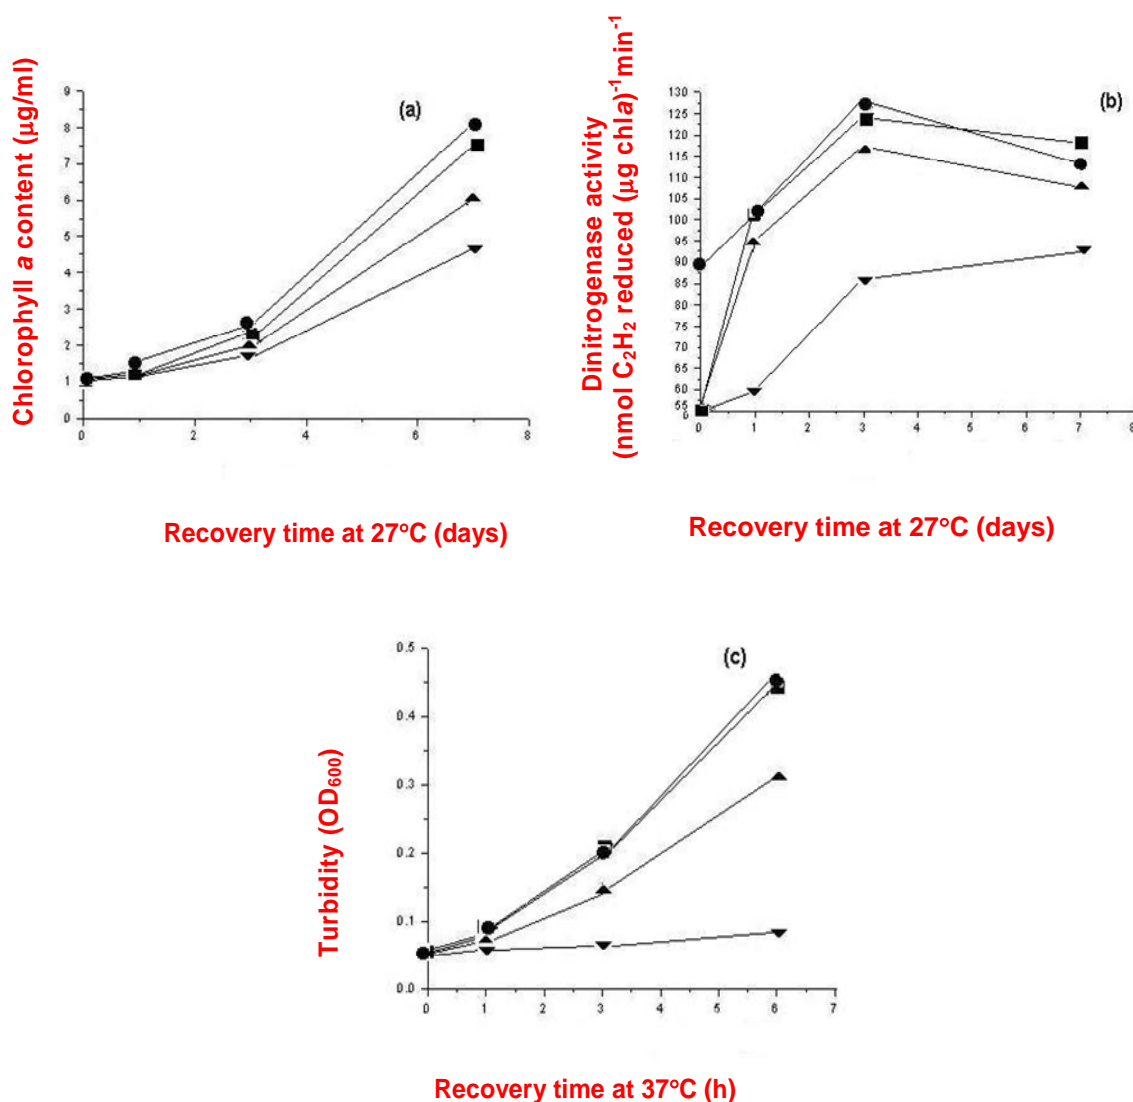 (a)
Chlorophyll a content (μg/ml)
9
8
7
6
5
4
3
2
1
0
0 2 4 6 8
Recovery time at 27°C (days)
(b)
Dinitrogenase activity
(nmol C₂H₂ reduced (μg chla)⁻¹min⁻¹
130
120
115
110
105
100
95
90
85
80
75
70
65
60
55
0
0 1 2 3 4 5 6 7 8
Recovery time at 27°C (days)
(c)
Turbidity (OD₆₀₀)
0.5
0.4
0.3
0.2
0.1
0.0
0 1 2 3 4 5 6 7
Recovery time at 37°C (h)